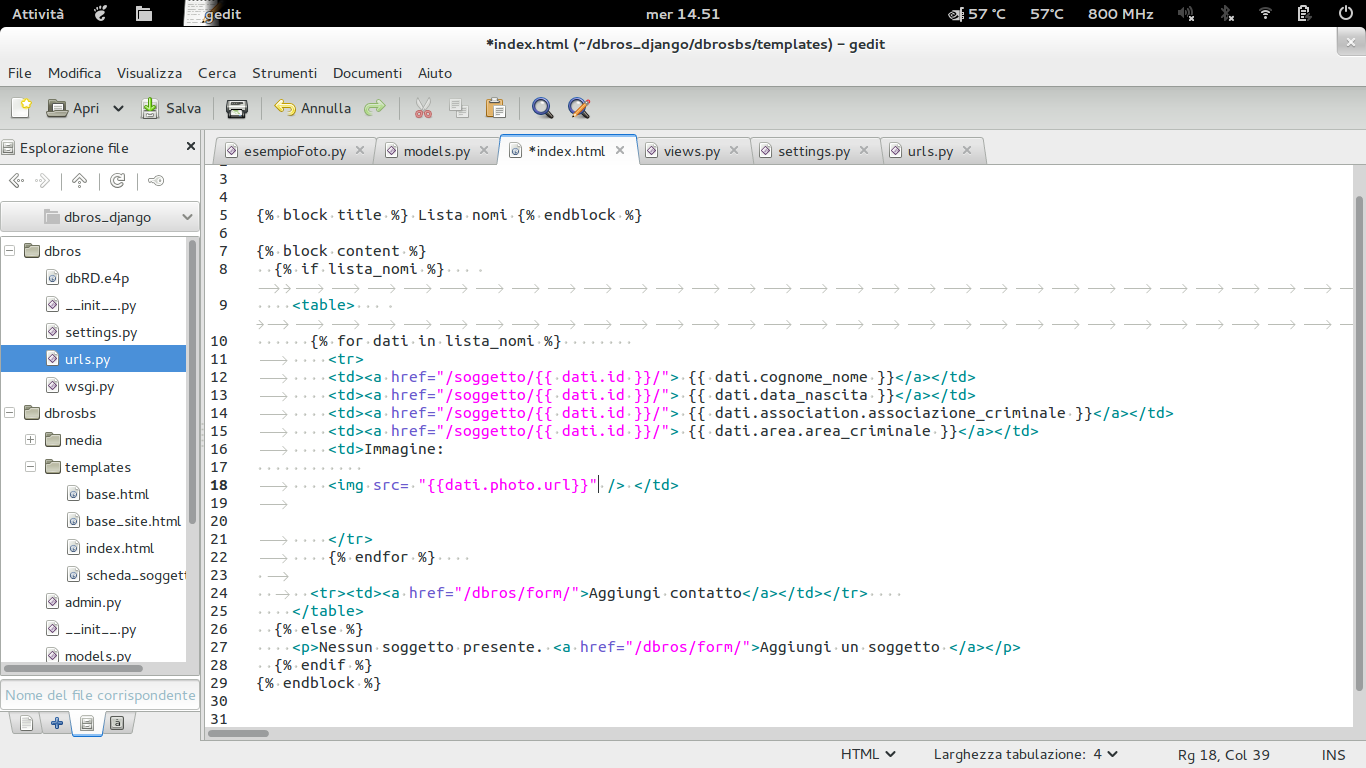 Attività gedit mer 14.51 57 °C 57°C 800 MHz
*index.html (~/dbros_django/dbrosbs/templates) – gedit
File Modifica Visualizza Cerca Strumenti Documenti Aiuto
Apri Salva Annulla
Esplorazione file
esempioFoto.py models.py *index.html views.py settings.py urls.py
dbros_django
dbros
dbRD.e4p
__init__.py
settings.py
urls.py
wsgi.py
dbrosbs
media
templates
base.html
base_site.html
index.html
scheda_soggett
admin.py
__init__.py
models.py
Nome del file corrispondente
3
4
5 {% block title %} Lista nomi {% endblock %}
6
7 {% block content %}
8 {% if lista_nomi %}
9 <table>
10 {% for dati in lista_nomi %}
11 <tr>
12 <td><a href="/soggetto/{{ dati.id }}/"> {{ dati.cognome_nome }}</a></td>
13 <td><a href="/soggetto/{{ dati.id }}/"> {{ dati.data_nascita }}</a></td>
14 <td><a href="/soggetto/{{ dati.id }}/"> {{ dati.association.associazione_criminale }}</a></td>
15 <td><a href="/soggetto/{{ dati.id }}/"> {{ dati.area.area_criminale }}</a></td>
16 <td>Immagine:
17
18 <img src= "{{dati.photo.url}}" /> </td>
19
20
21 </tr>
22 {% endfor %}
23
24 <tr><td><a href="/dbros/form/">Aggiungi contatto</a></td></tr>
25 </table>
26 {% else %}
27 <p>Nessun soggetto presente. <a href="/dbros/form/">Aggiungi un soggetto </a></p>
28 {% endif %}
29 {% endblock %}
30
31
HTML Larghezza tabulazione: 4 Rg 18, Col 39 INS